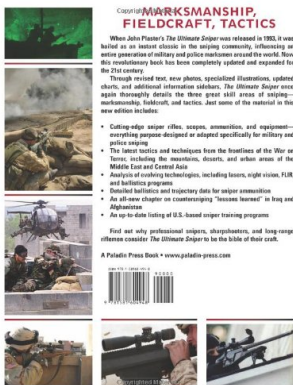 Copyrighted Material
MARKSMANSHIP,
FIELDCRAFT, TACTICS
When John Plaster's The Ultimate Sniper was released in 1993, it was
hailed as an instant classic in the sniping community, influencing an
entire generation of military and police marksmen around the world. Now,
this revolutionary book has been completely updated and expanded for
the 21st century.
Through revised text, new photos, specialized illustrations, updated
charts, and additional information sidebars, The Ultimate Sniper once
again thoroughly details the three great skill areas of sniping—
marksmanship, fieldcraft, and tactics. Just some of the material in this
new edition includes:
• Cutting-edge sniper rifles, scopes, ammunition, and equipment—
everything purpose-designed or adapted specifically for military and
police sniping
• The latest tactics and techniques from the frontlines of the War on
Terror, including the mountains, deserts, and urban areas of the
Middle East and Central Asia
• Analysis of evolving technologies, including lasers, night vision, FLIR,
and ballistics programs
• Detailed ballistics and trajectory data for sniper ammunition
• An all-new chapter on countersniping "lessons learned" in Iraq and
Afghanistan
• An up-to-date listing of U.S.-based sniper training programs
Find out why professional snipers, sharpshooters, and long-range
riflemen consider The Ultimate Sniper to be the bible of their craft.
A Paladin Press Book • www.paladin-press.com
90000
Copyrighted Material